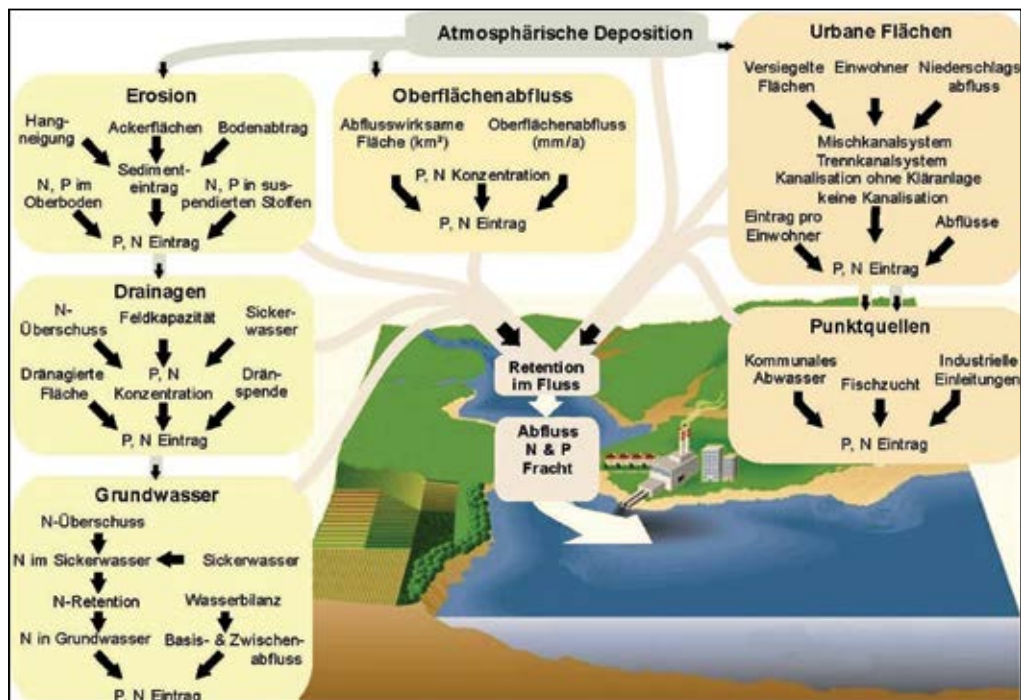 Atmosphärische Deposition
Erosion
Hang-
neigung
Ackerflächen
Bodenabtrag
Sediment-
eintrag
N, P im
Oberboden
N, P in sus-
pendierten Stoffen
P, N Eintrag
Drainagen
N-
Überschuss
Feldkapazität
Sicker-
wasser
Dränagierte
Fläche
P, N
Konzentration
Drän-
spende
P, N Eintrag
Grundwasser
N-Überschuss
N im Sickerwasser
Sickerwasser
N-Retention
Wasserbilanz
N in Grundwasser
Basis- & Zwischen-
abfluss
P, N Eintrag
Oberflächenabfluss
Abflusswirksame
Fläche (km²)
Oberflächenabfluss
(mm/a)
P, N Konzentration
P, N Eintrag
Retention
im Fluss
Abfluss
N & P
Fracht
Urbane Flächen
Versiegelte
Flächen
Einwohner
Niederschlags
abfluss
Mischkanalsystem
Trennkanalsystem
Kanalisation ohne Kläranlage
keine Kanalisation
Eintrag pro
Einwohner
Abflüsse
P, N Eintrag
Punktquellen
Kommunales
Abwasser
Fischzucht
Industrielle
Einleitungen
P, N Eintrag